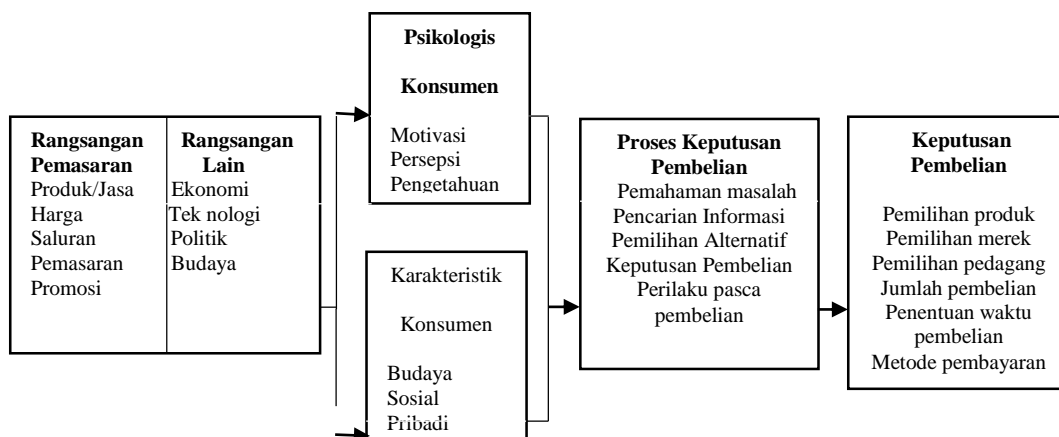 Rangsangan
Pemasaran
Produk/Jasa
Harga
Saluran
Pemasaran
Promosi
Rangsangan
Lain
Ekonomi
Tek nologi
Politik
Budaya
Psikologis
Konsumen
Motivasi
Persepsi
Pengetahuan
Karakteristik
Konsumen
Budaya
Sosial
Pribadi
Proses Keputusan
Pembelian
Pemahaman masalah
Pencarian Informasi
Pemilihan Alternatif
Keputusan Pembelian
Perilaku pasca
pembelian
Keputusan
Pembelian
Pemilihan produk
Pemilihan merek
Pemilihan pedagang
Jumlah pembelian
Penentuan waktu
pembelian
Metode pembayaran